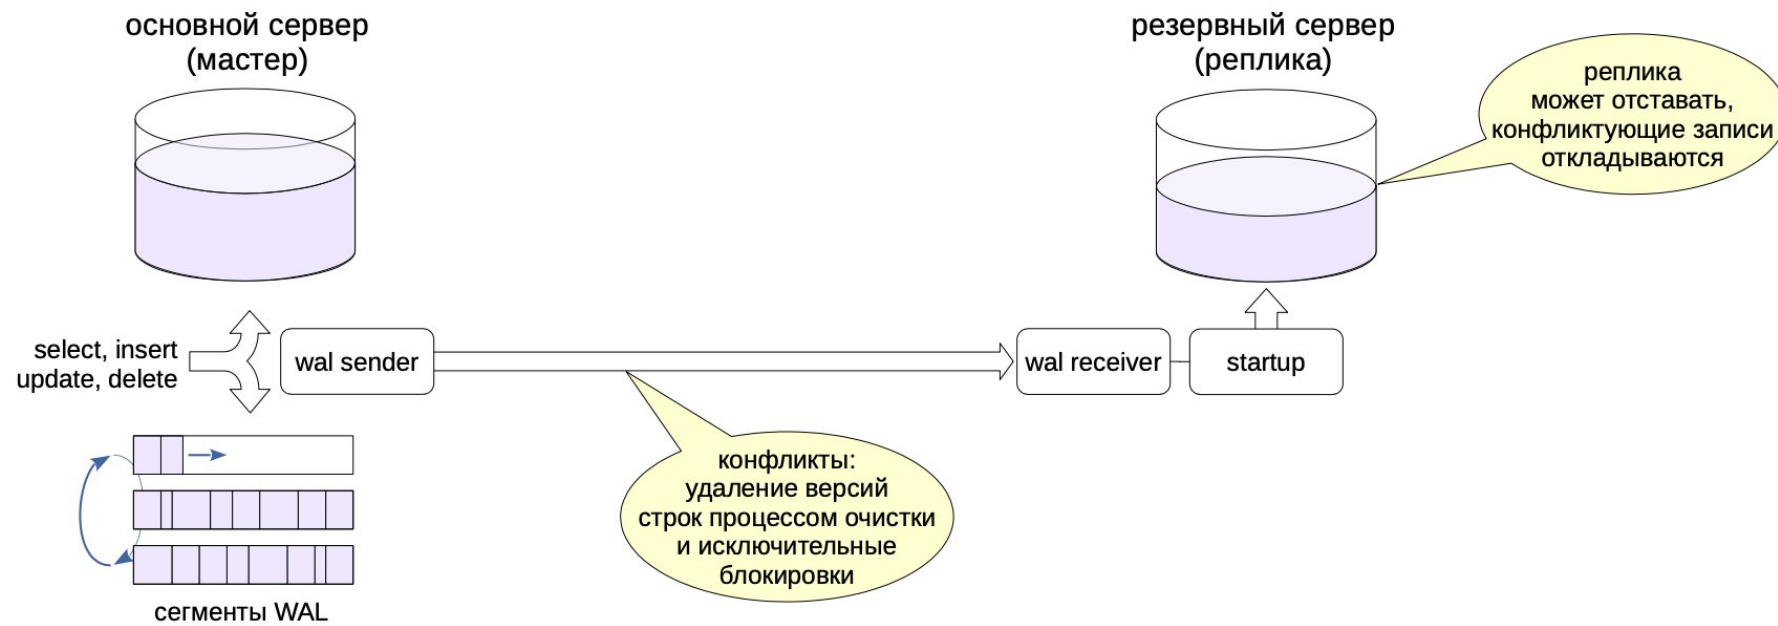 основной сервер
(мастер)
резервный сервер
(реплика)
реплика
может отставать,
конфликтующие записи
откладываются
select, insert
update, delete
wal sender
wal receiver
startup
конфликты:
удаление версий
строк процессом очистки
и исключительные
блокировки
сегменты WAL